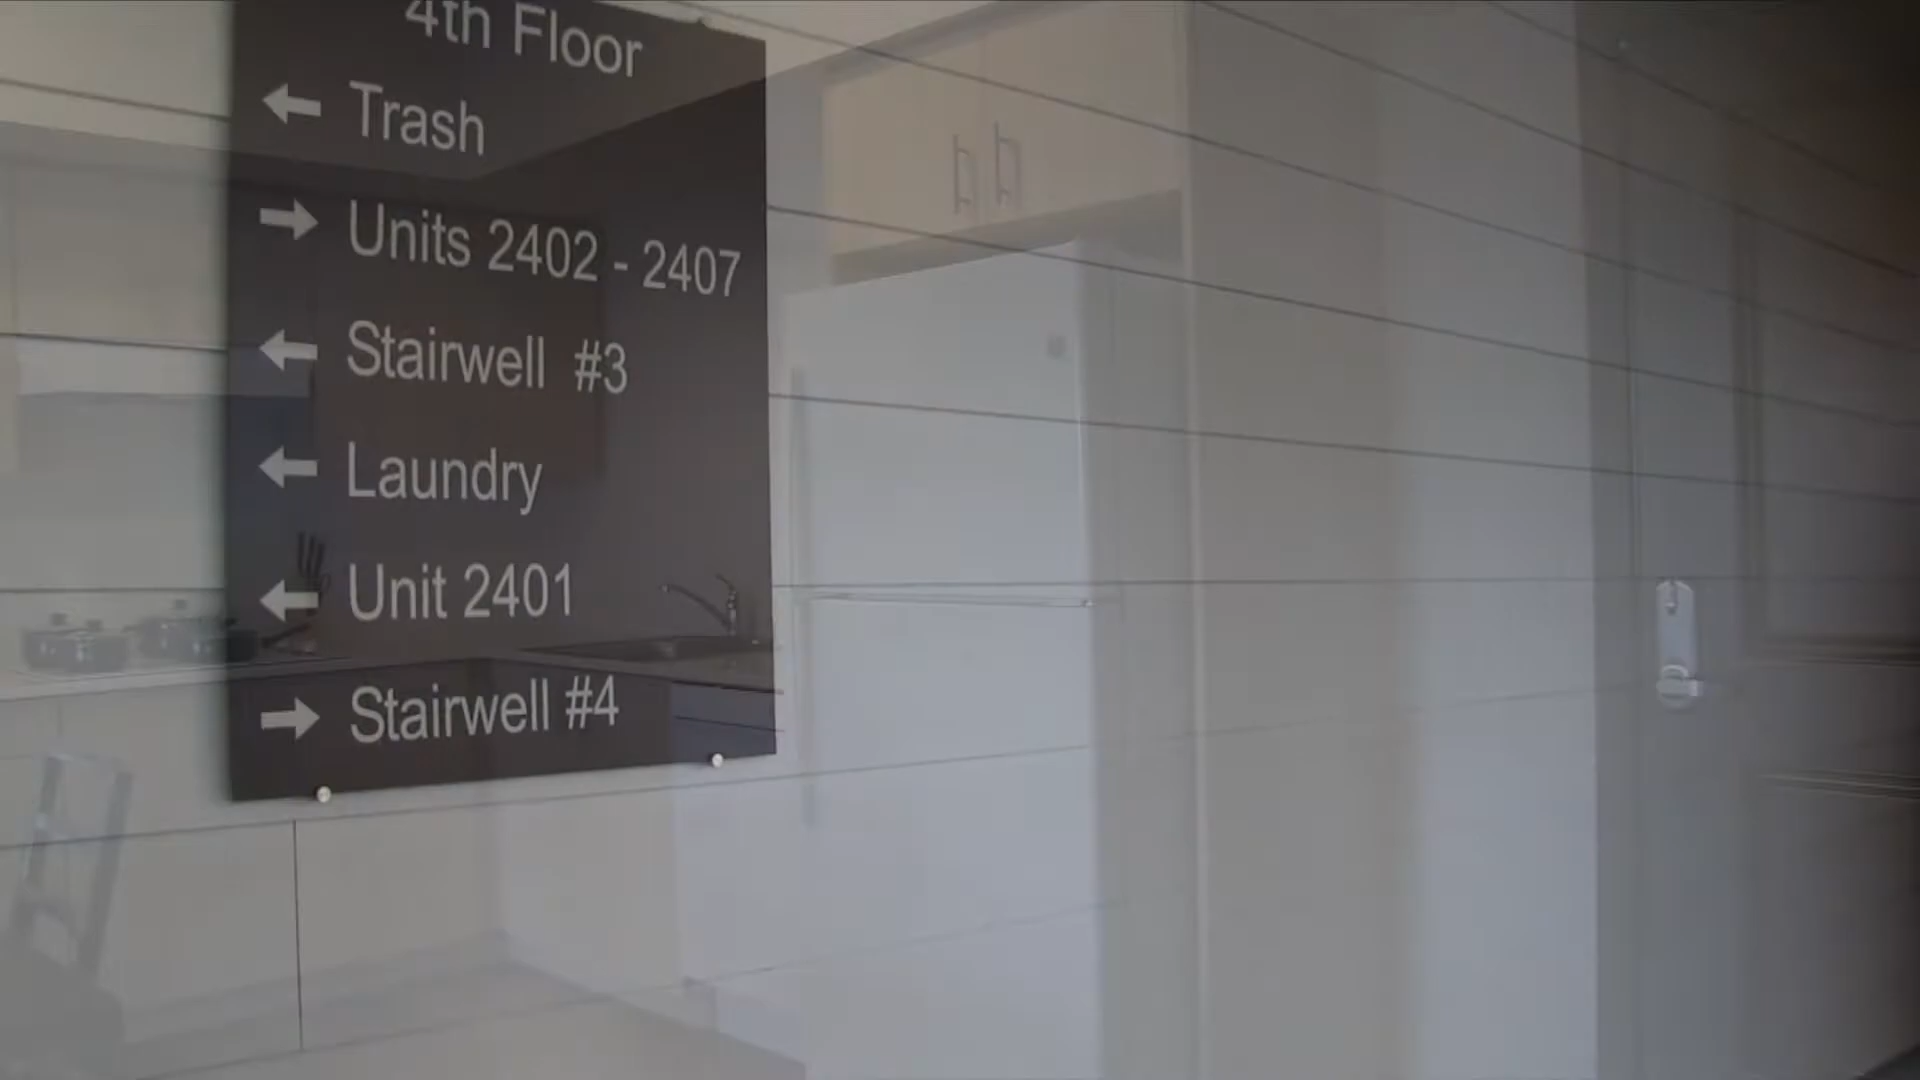 4th Floor
← Trash
→ Units 2402 - 2407
← Stairwell #3
← Laundry
← Unit 2401
→ Stairwell #4